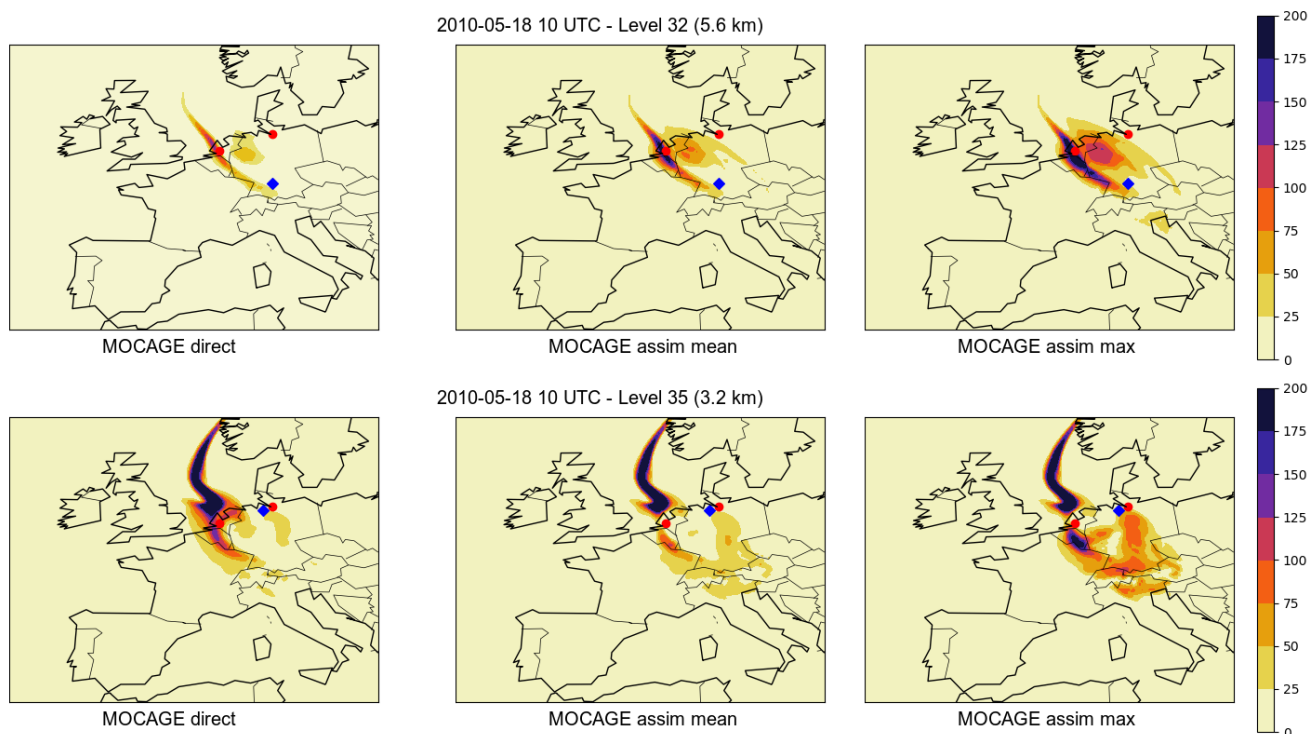 2010-05-18 10 UTC - Level 32 (5.6 km)
MOCAGE direct
MOCAGE assim mean
MOCAGE assim max
200
175
150
125
100
75
50
25
0
2010-05-18 10 UTC - Level 35 (3.2 km)
MOCAGE direct
MOCAGE assim mean
MOCAGE assim max
200
175
150
125
100
75
50
25
0